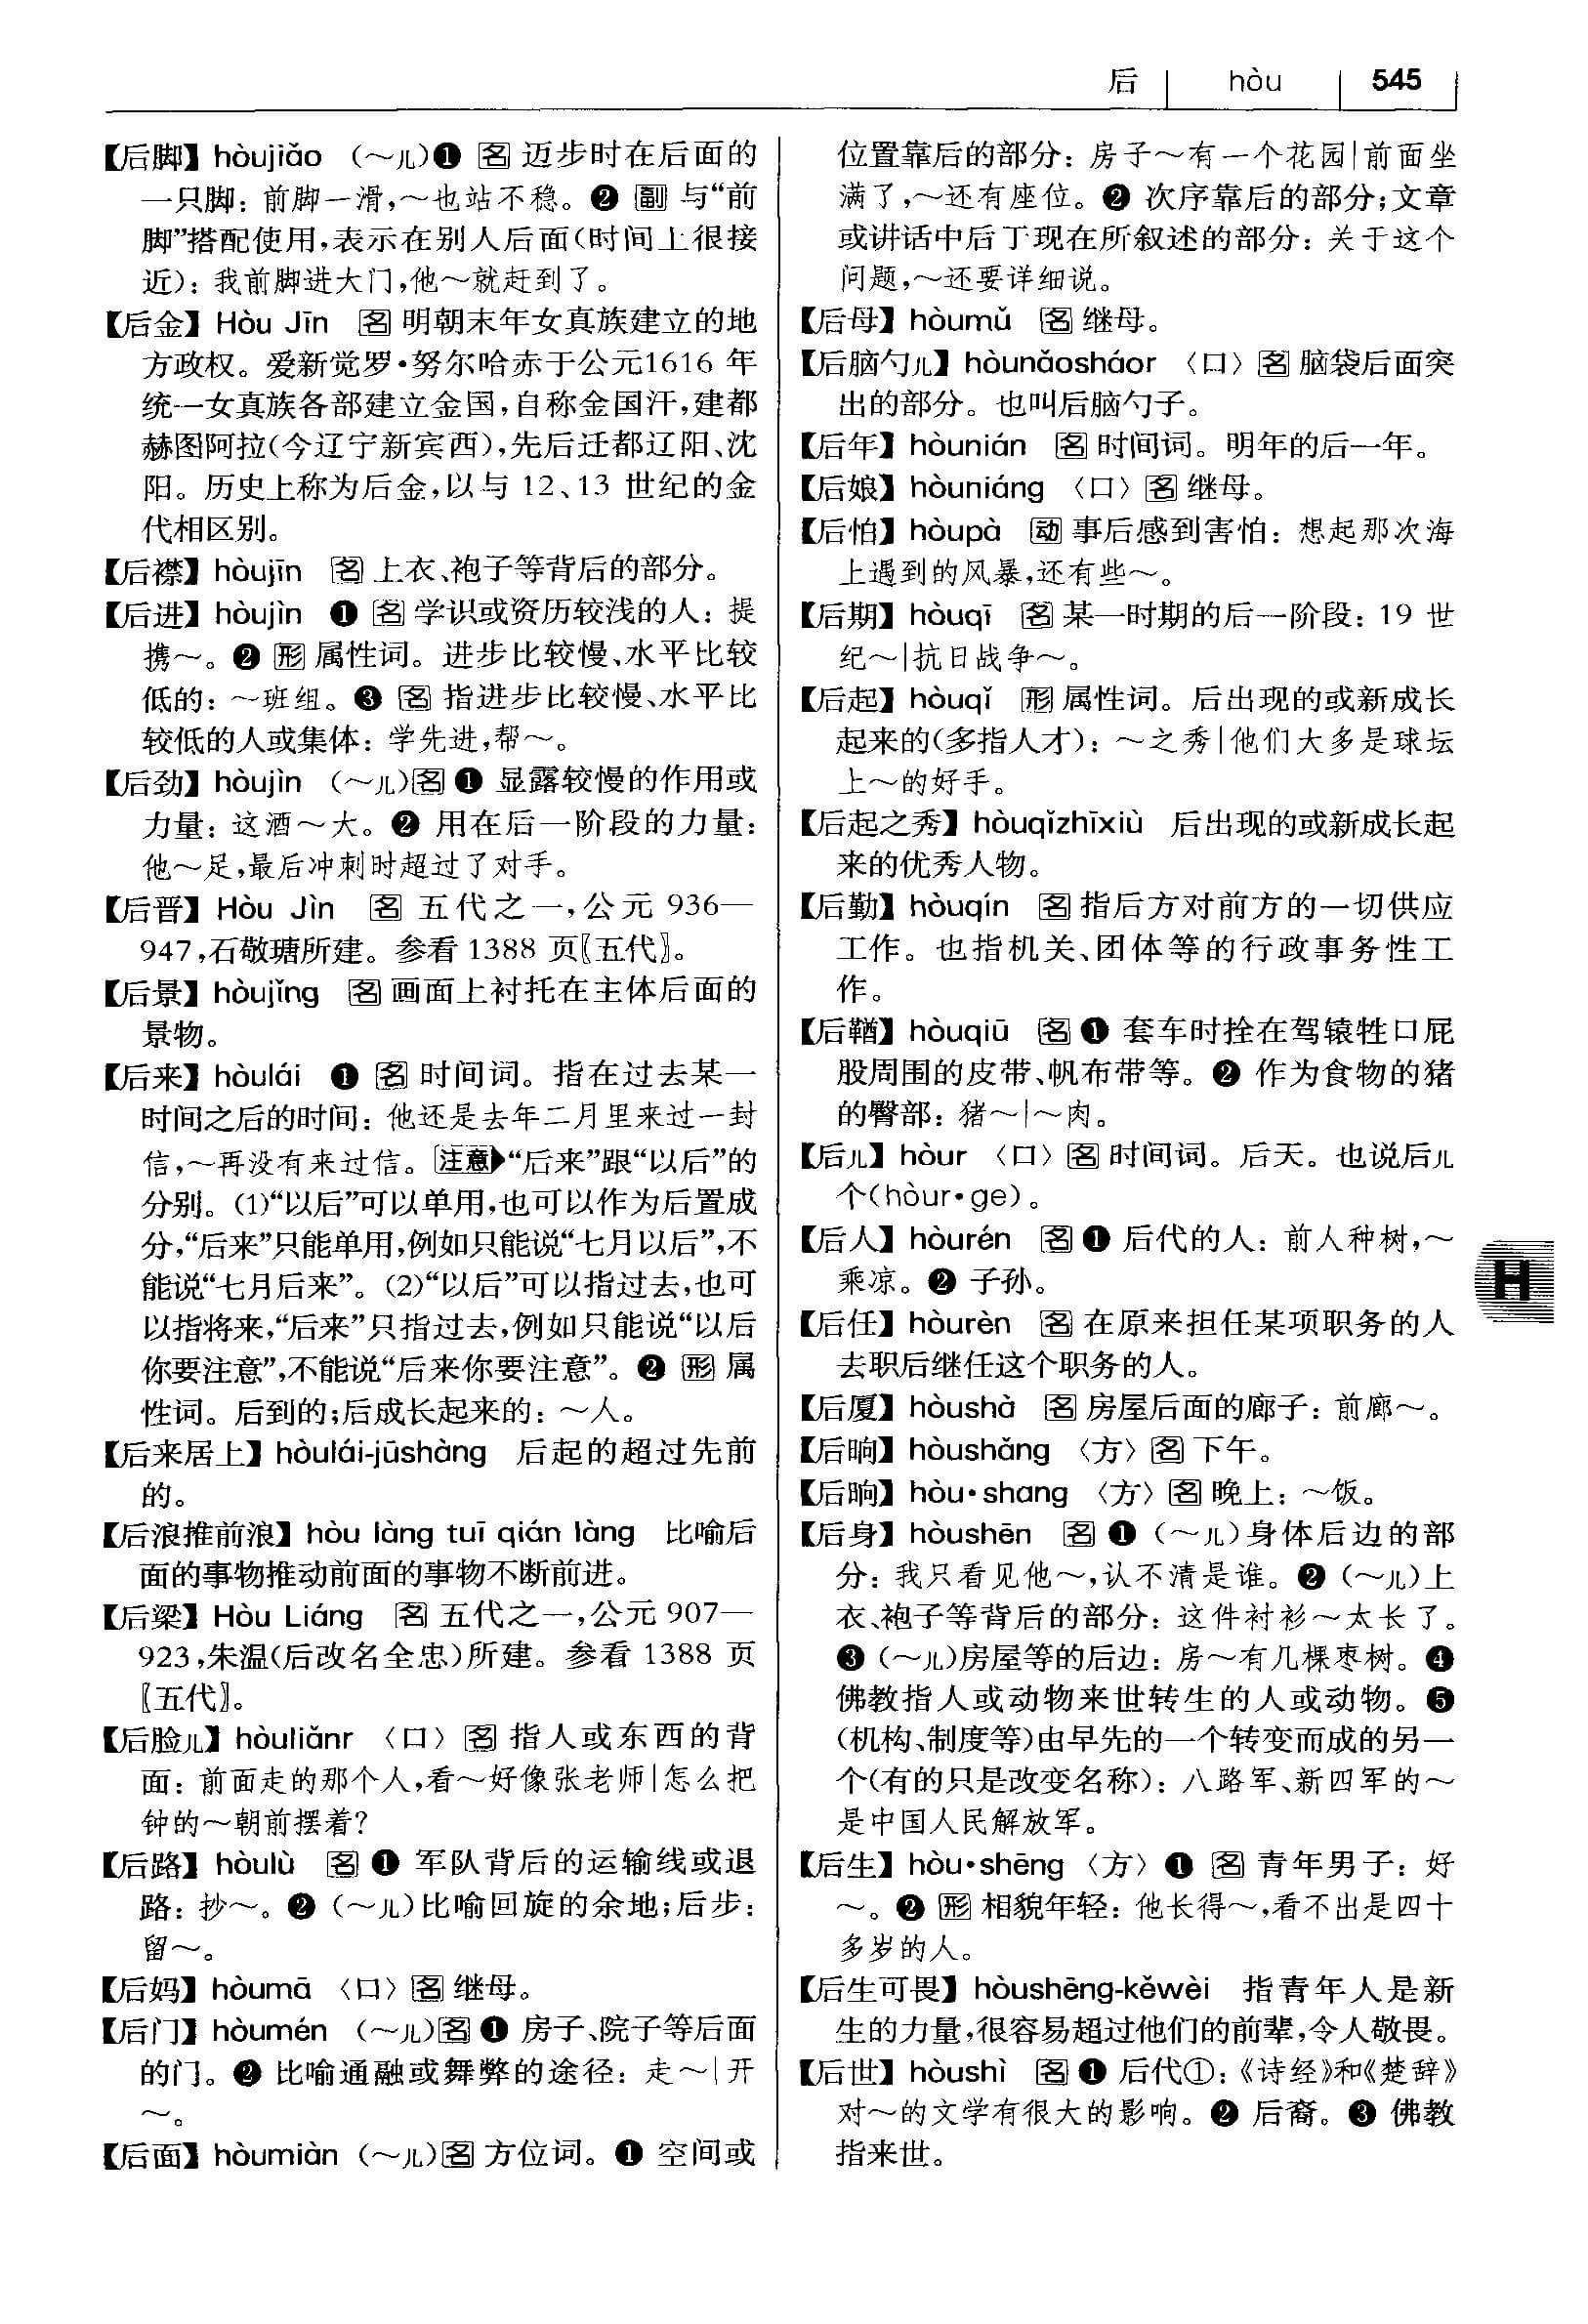 后 hòu 545
【后脚】hòujiǎo （～儿）❶ 名 迈步时在后面的
一只脚：前脚一滑，～也站不稳。❷ 副 与“前
脚”搭配使用，表示在别人后面（时间上很接
近）：我前脚进大门，他～就赶到了。
【后金】Hòu Jīn 名 明朝末年女真族建立的地
方政权。爱新觉罗·努尔哈赤于公元1616 年
统一女真族各部建立金国，自称金国汗，建都
赫图阿拉（今辽宁新宾西），先后迁都辽阳、沈
阳。历史上称为后金，以与 12、13 世纪的金
代相区别。
【后襟】hòujīn 名 上衣、袍子等背后的部分。
【后进】hòujìn ❶ 名 学识或资历较浅的人：提
携～。❷ 形 属性词。进步比较慢、水平比较
低的：～班组。❸ 名 指进步比较慢、水平比
较低的人或集体：学先进，帮～。
【后劲】hòujìn （～儿）名 ❶ 显露较慢的作用或
力量：这酒～大。❷ 用在后一阶段的力量：
他～足，最后冲刺时超过了对手。
【后晋】Hòu Jìn 名 五代之一，公元 936—
947，石敬瑭所建。参看 1388 页〖五代〗。
【后景】hòujǐng 名 画面上衬托在主体后面的
景物。
【后来】hòulái ❶ 名 时间词。指在过去某一
时间之后的时间：他还是去年二月里来过一封
信，～再没有来过信。注意▶“后来”跟“以后”的
分别。(1)“以后”可以单用，也可以作为后置成
分，“后来”只能单用，例如只能说“七月以后”，不
能说“七月后来”。(2)“以后”可以指过去，也可
以指将来，“后来”只指过去，例如只能说“以后
你要注意”，不能说“后来你要注意”。❷ 形 属
性词。后到的；后成长起来的：～人。
【后来居上】hòulái-jūshàng 后起的超过先前
的。
【后浪推前浪】hòu làng tuī qián làng 比喻后
面的事物推动前面的事物不断前进。
【后梁】Hòu Liáng 名 五代之一，公元 907—
923，朱温（后改名全忠）所建。参看 1388 页
〖五代〗。
【后脸儿】hòuliǎnr 〈口〉名 指人或东西的背
面：前面走的那个人，看～好像张老师|怎么把
钟的～朝前摆着？
【后路】hòulù 名 ❶ 军队背后的运输线或退
路：抄～。❷（～儿）比喻回旋的余地；后步：
留～。
【后妈】hòumā 〈口〉名 继母。
【后门】hòumén （～儿）名 ❶ 房子、院子等后面
的门。❷ 比喻通融或舞弊的途径：走～|开
～。
【后面】hòumiàn（～儿）名 方位词。❶ 空间或
位置靠后的部分：房子～有一个花园|前面坐
满了，～还有座位。❷ 次序靠后的部分；文章
或讲话中后于现在所叙述的部分：关于这个
问题，～还要详细说。
【后母】hòumǔ 名 继母。
【后脑勺儿】hòunǎosháor 〈口〉名 脑袋后面突
出的部分。也叫后脑勺子。
【后年】hòunián 名 时间词。明年的后一年。
【后娘】hòuniáng 〈口〉名 继母。
【后怕】hòupà 动 事后感到害怕：想起那次海
上遇到的风暴，还有些～。
【后期】hòuqī 名 某一时期的后一阶段：19 世
纪～|抗日战争～。
【后起】hòuqǐ 形 属性词。后出现的或新成长
起来的（多指人才）：～之秀|他们大多是球坛
上～的好手。
【后起之秀】hòuqǐzhīxiù 后出现的或新成长起
来的优秀人物。
【后勤】hòuqín 名 指后方对前方的一切供应
工作。也指机关、团体等的行政事务性工
作。
【后鞧】hòuqiū 名 ❶ 套车时拴在驾辕牲口屁
股周围的皮带、帆布带等。❷ 作为食物的猪
的臀部：猪～|～肉。
【后儿】hòur 〈口〉名 时间词。后天。也说后儿
个（hòur·ge）。
【后人】hòurén 名 ❶ 后代的人：前人种树，～
乘凉。❷ 子孙。
【后任】hòurèn 名 在原来担任某项职务的人
去职后继任这个职务的人。
【后厦】hòushà 名 房屋后面的廊子：前廊～。
【后晌】hòushǎng 〈方〉名 下午。
【后晌】hòu·shang 〈方〉名 晚上：～饭。
【后身】hòushēn 名 ❶（～儿）身体后边的部
分：我只看见他～，认不清是谁。❷（～儿）上
衣、袍子等背后的部分：这件衬衫～太长了。
❸（～儿）房屋等的后边：房～有几棵枣树。❹
佛教指人或动物来世转生的人或动物。❺
（机构、制度等）由早先的一个转变而成的另一
个（有的只是改变名称）：八路军、新四军的～
是中国人民解放军。
【后生】hòu·shēng 〈方〉❶ 名 青年男子：好
～。❷ 形 相貌年轻：他长得～，看不出是四十
多岁的人。
【后生可畏】hòushēng-kěwèi 指青年人是新
生的力量，很容易超过他们的前辈，令人敬畏。
【后世】hòushì 名 ❶ 后代①：《诗经》和《楚辞》
对～的文学有很大的影响。❷ 后裔。❸ 佛教
指来世。
H